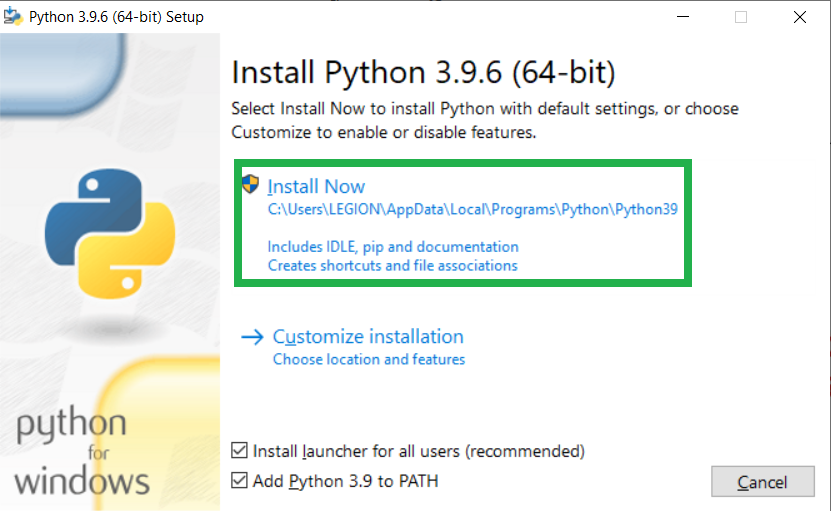 Python 3.9.6 (64-bit) Setup
Install Python 3.9.6 (64-bit)
Select Install Now to install Python with default settings, or choose
Customize to enable or disable features.
Install Now
C:\Users\LEGION\AppData\Local\Programs\Python\Python39
Includes IDLE, pip and documentation
Creates shortcuts and file associations
Customize installation
Choose location and features
python
for
windows
Install launcher for all users (recommended)
Add Python 3.9 to PATH
Cancel